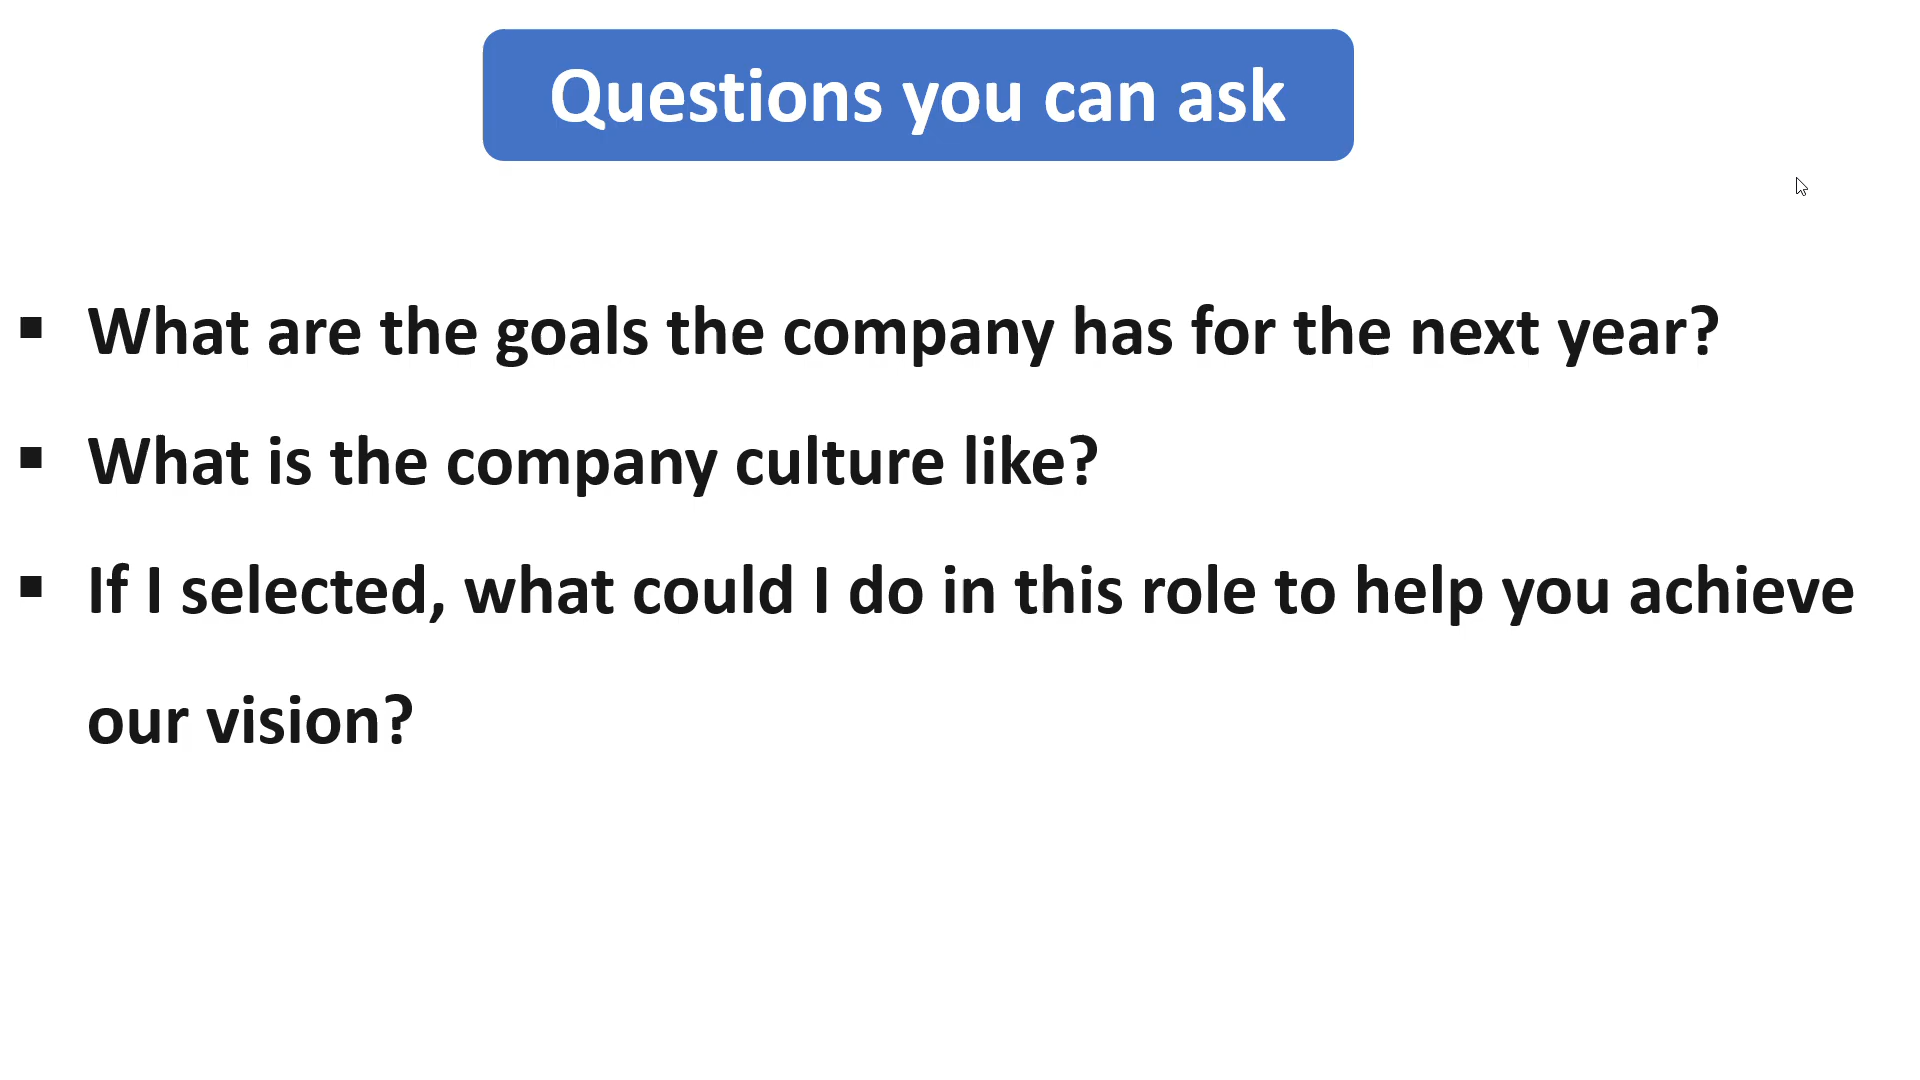 Questions you can ask
▪ What are the goals the company has for the next year?
▪ What is the company culture like?
▪ If I selected, what could I do in this role to help you achieve
our vision?